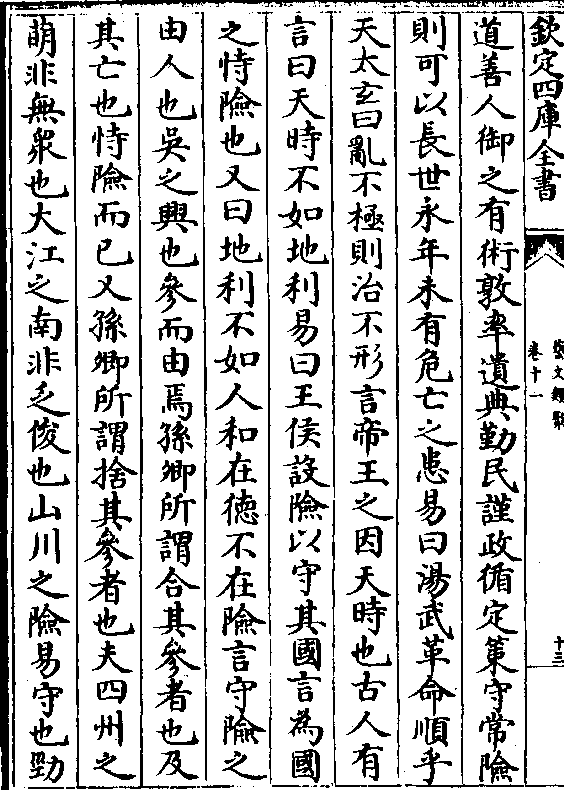 欽定四庫全書
藝文類聚
卷十一
十三
道善人御之有術敦率遺典勤民謹政循定策守常險
則可以長世永年未有危亡之患易曰湯武革命順乎
天太玄曰亂不極則治不形言帝王之因天時也古人有
言曰天時不如地利易曰王侯設險以守其國言為國
之恃險也又曰地利不如人和在德不在險言守險之
由人也吳之興也參而由焉孫卿所謂合其參者也及
其亡也恃險而已又孫卿所謂捨其參者也夫四州之
萌非無衆也大江之南非乏俊也山川之險易守也勁